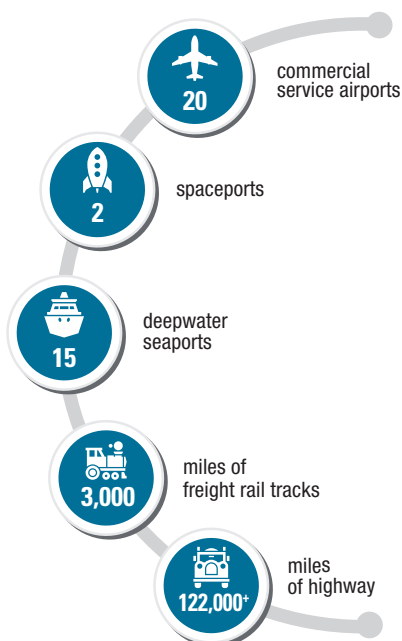 20
commercial
service airports
2
spaceports
15
deepwater
seaports
3,000
miles of
freight rail tracks
122,000+
miles
of highway